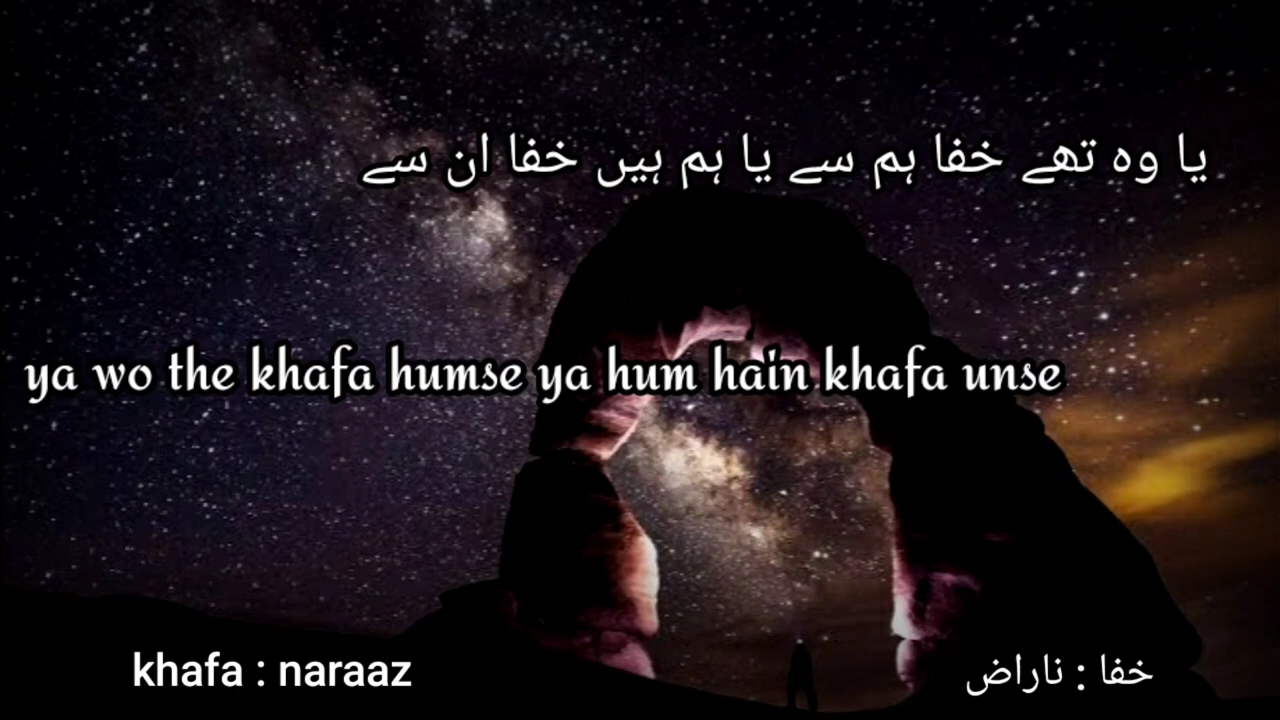 یا وہ تھے خفا ہم سے یا ہم ہیں خفا ان سے
ya wo the khafa humse ya hum hain khafa unse
khafa : naraaz
خفا : ناراض